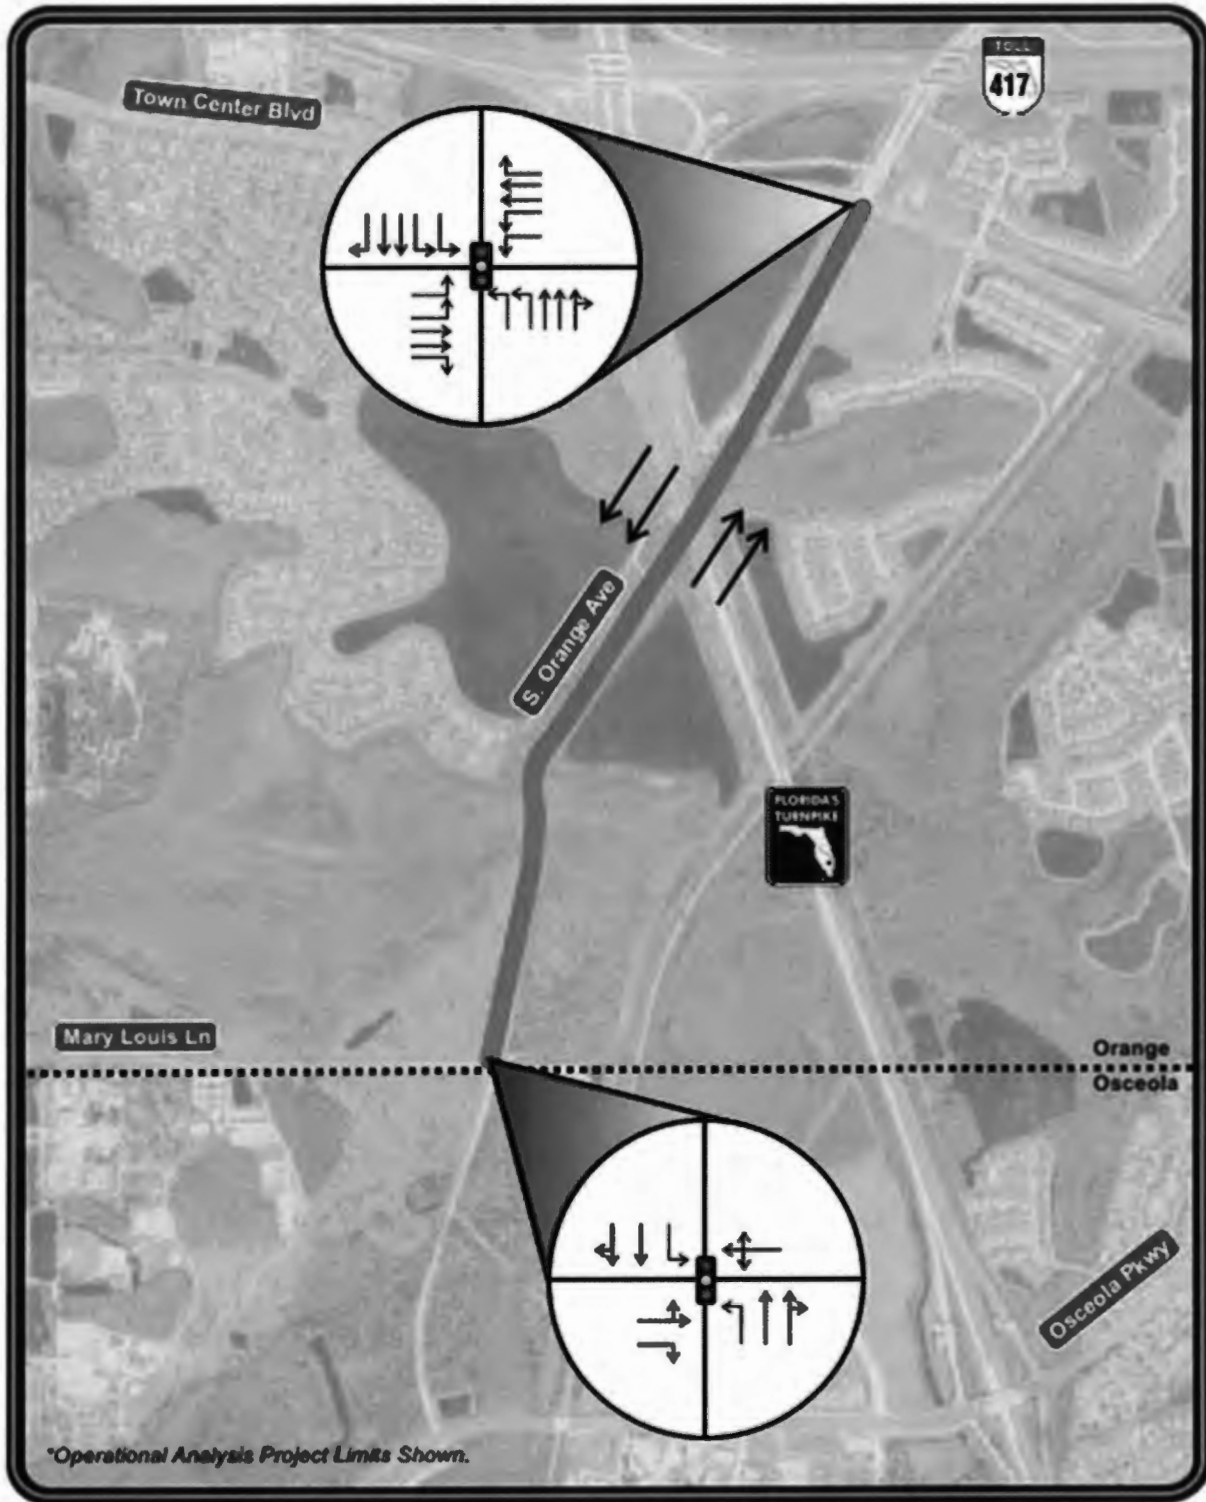 TOLL
417
Town Center Blvd
S. Orange Ave
FLORIDA'S
TURNPIKE
Mary Louis Ln
Orange
Osceola
Osceola Pkwy
*Operational Analysis Project Limits Shown.